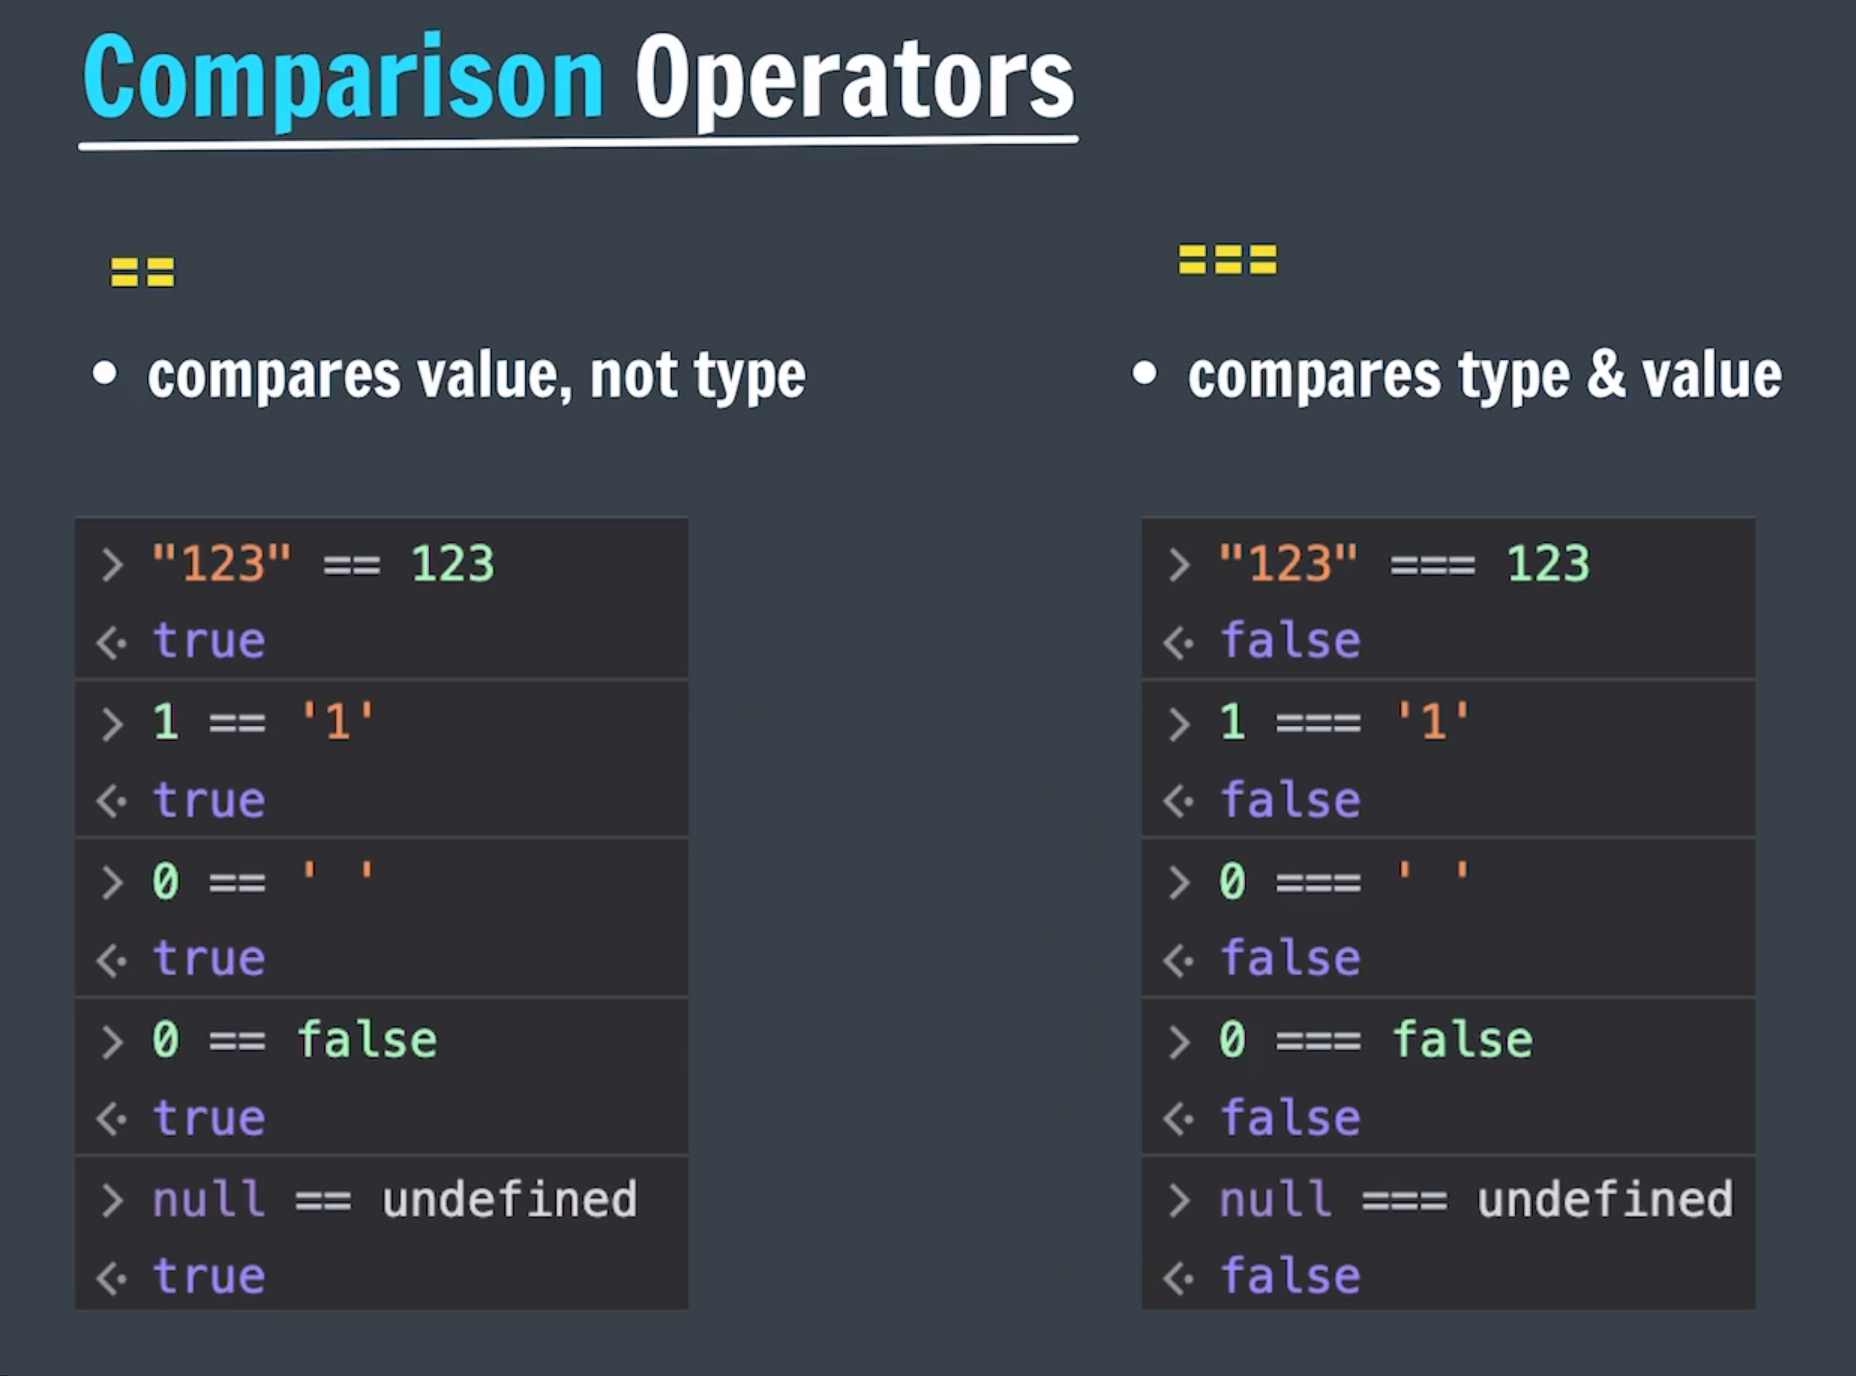 Comparison Operators
==
• compares value, not type
> "123" == 123
<· true
> 1 == '1'
<· true
> 0 == ' '
<· true
> 0 == false
<· true
> null == undefined
<· true
===
• compares type & value
> "123" === 123
<· false
> 1 === '1'
<· false
> 0 === ' '
<· false
> 0 === false
<· false
> null === undefined
<· false